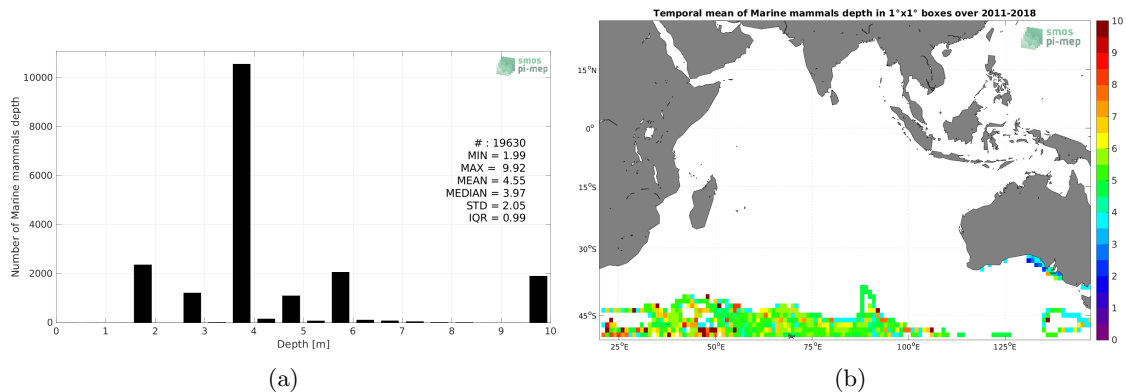 smos
pi-mep
10000
8000
6000
4000
2000
0
Number of Marine mammals depth
# : 19630
MIN = 1.99
MAX = 9.92
MEAN = 4.55
MEDIAN = 3.97
STD = 2.05
IQR = 0.99
0 1 2 3 4 5 6 7 8 9 10
Depth [m]
(a)
Temporal mean of Marine mammals depth in 1°x1° boxes over 2011-2018
smos
pi-mep
15°N
0°
15°S
30°S
45°S
25°E 50°E 75°E 100°E 125°E
10
9
8
7
6
5
4
3
2
1
0
(b)